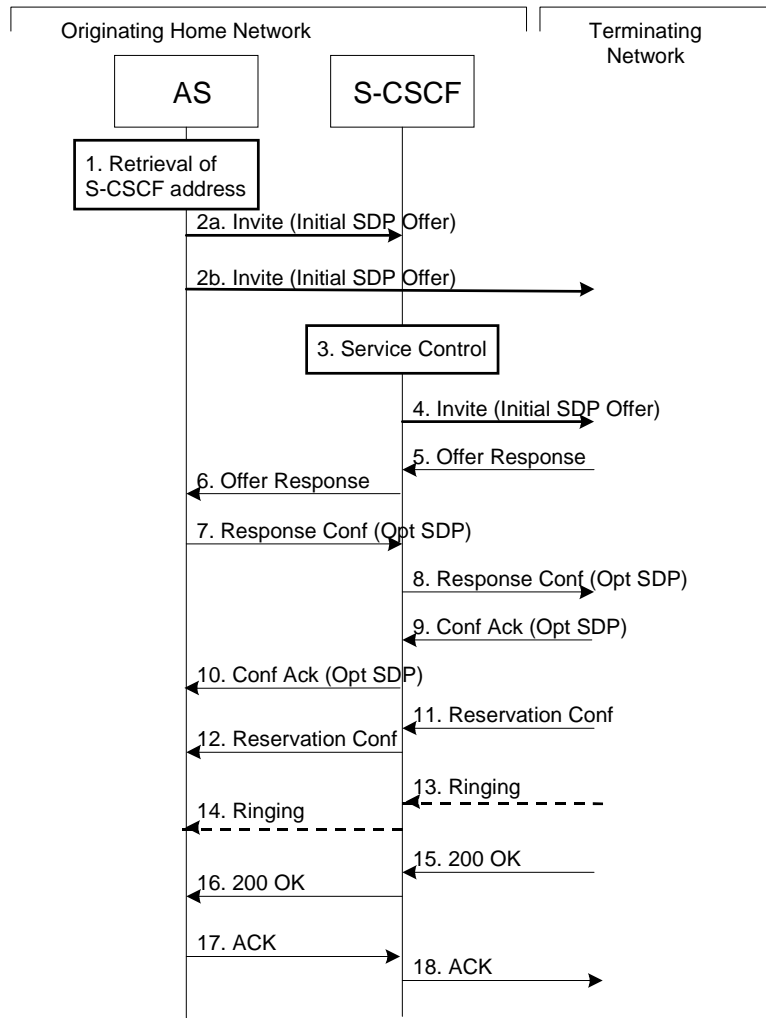 Originating Home Network
Terminating
Network
AS
S-CSCF
1. Retrieval of
S-CSCF address
2a. Invite (Initial SDP Offer)
2b. Invite (Initial SDP Offer)
3. Service Control
4. Invite (Initial SDP Offer)
5. Offer Response
6. Offer Response
7. Response Conf (Opt SDP)
8. Response Conf (Opt SDP)
9. Conf Ack (Opt SDP)
10. Conf Ack (Opt SDP)
11. Reservation Conf
12. Reservation Conf
13. Ringing
14. Ringing
15. 200 OK
16. 200 OK
17. ACK
18. ACK